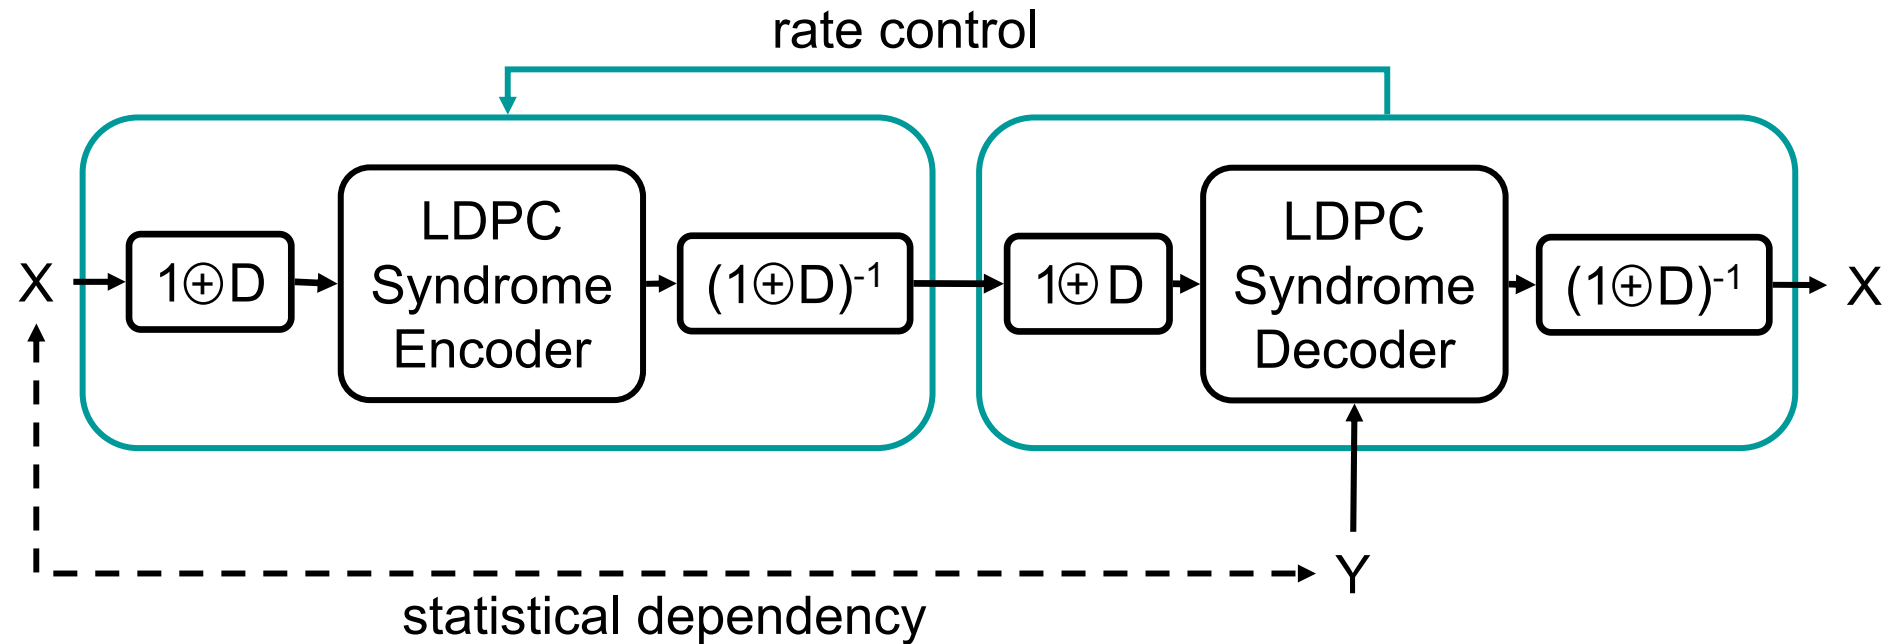 rate control
X
1⊕D
LDPC
Syndrome
Encoder
(1⊕D)⁻¹
1⊕D
LDPC
Syndrome
Decoder
(1⊕D)⁻¹
X
Y
statistical dependency